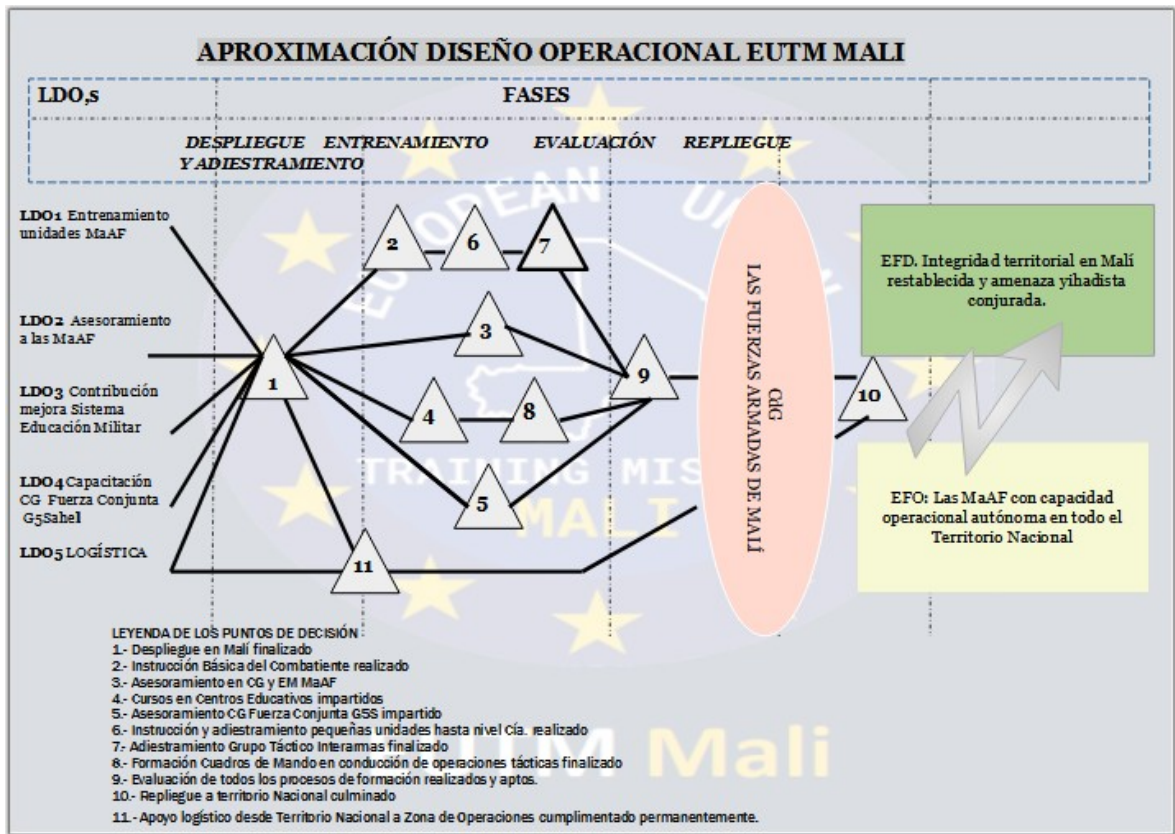 APROXIMACIÓN DISEÑO OPERACIONAL EUTM MALI
LDO,s
FASES
DESPLIEGUE
ENTRENAMIENTO
Y ADIESTRAMIENTO
EVALUACIÓN
REPLIEGUE
LDO1 Entrenamiento
unidades MaAF
LDO2 Asesoramiento
a las MaAF
LDO3 Contribución
mejora Sistema
Educación Militar
LDO4 Capacitación
CG Fuerza Conjunta
G5Sahel
LDO5 LOGÍSTICA
1
2
6
7
3
4
8
5
9
11
10
CdG
LAS FUERZAS ARMADAS DE MALÍ
EFD. Integridad territorial en Malí
restablecida y amenaza yihadista
conjurada.
EFO: Las MaAF con capacidad
operacional autónoma en todo el
Territorio Nacional
EUROPEAN
TRAINING MIS
MALI
EUTM Mali
LEYENDA DE LOS PUNTOS DE DECISIÓN
1.- Despliegue en Malí finalizado
2.- Instrucción Básica del Combatiente realizado
3.- Asesoramiento en CG y EM MaAF
4.- Cursos en Centros Educativos impartidos
5.- Asesoramiento CG Fuerza Conjunta G5S impartido
6.- Instrucción y adiestramiento pequeñas unidades hasta nivel Cía. realizado
7.- Adiestramiento Grupo Táctico Interarmas finalizado
8.- Formación Cuadros de Mando en conducción de operaciones tácticas finalizado
9.- Evaluación de todos los procesos de formación realizados y aptos.
10.- Repliegue a territorio Nacional culminado
11.- Apoyo logístico desde Territorio Nacional a Zona de Operaciones cumplimentado permanentemente.